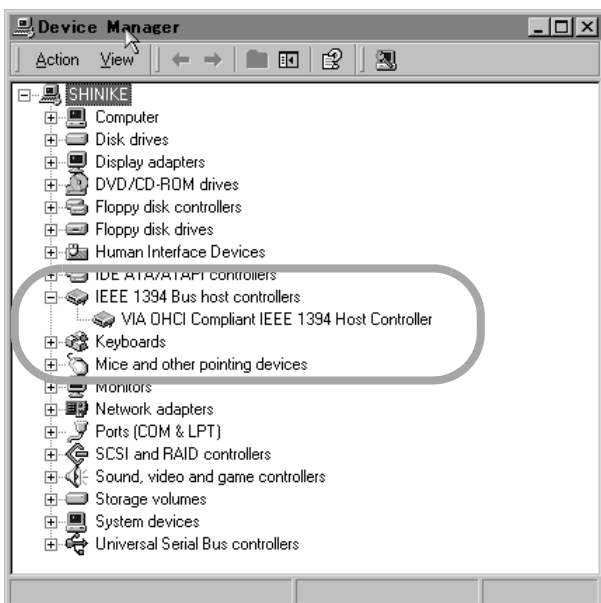 Device Manager
Action View
SHINIKE
Computer
Disk drives
Display adapters
DVD/CD-ROM drives
Floppy disk controllers
Floppy disk drives
Human Interface Devices
IDE ATA/ATAPI controllers
IEEE 1394 Bus host controllers
VIA OHCI Compliant IEEE 1394 Host Controller
Keyboards
Mice and other pointing devices
Monitors
Network adapters
Ports (COM & LPT)
SCSI and RAID controllers
Sound, video and game controllers
Storage volumes
System devices
Universal Serial Bus controllers